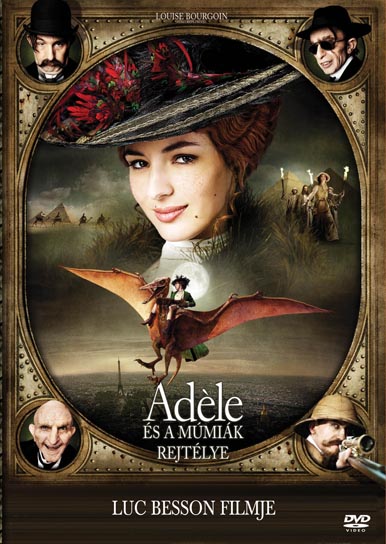 LOUISE BOURGOIN
Adèle
ÉS A MÚMIÁK
REJTÉLYE
LUC BESSON FILMJE
DVD
VIDEO